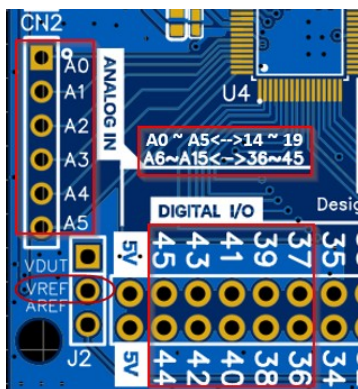 CN2
A0
A1
A2
A3
A4
A5
ANALOG IN
U4
A0 ~ A5<-->14 ~ 19
A6~A15<->36~45
DIGITAL I/O
Desig
5V 45 43 41 39 37 35
VOUT
VREF
AREF
J2
5V 44 42 40 38 36 34